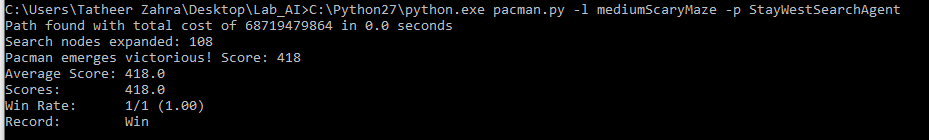 C:\Users\Tatheer Zahra\Desktop\Lab_AI>C:\Python27\python.exe pacman.py -l mediumScaryMaze -p StayWestSearchAgent
Path found with total cost of 68719479864 in 0.0 seconds
Search nodes expanded: 108
Pacman emerges victorious! Score: 418
Average Score: 418.0
Scores:        418.0
Win Rate:      1/1 (1.00)
Record:        Win